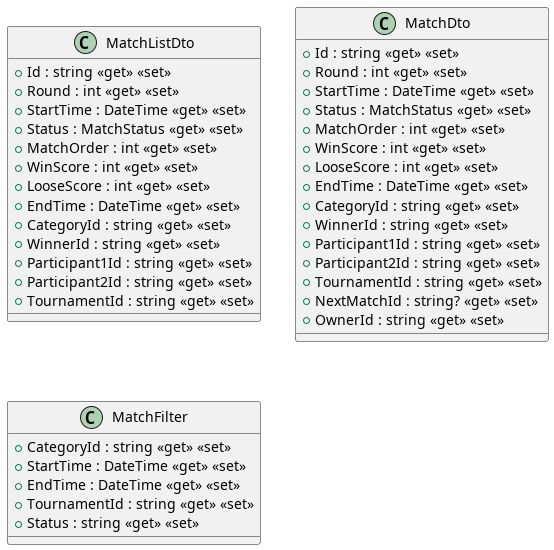 C MatchListDto
Id : string «get» «set»
Round : int «get» «set»
StartTime : DateTime «get» «set»
Status : MatchStatus «get» «set»
MatchOrder : int «get» «set»
WinScore : int «get» «set»
LooseScore : int «get» «set»
EndTime : DateTime «get» «set»
CategoryId : string «get» «set»
WinnerId : string «get» «set»
Participant1Id : string «get» «set»
Participant2Id : string «get» «set»
TournamentId : string «get» «set»
C MatchDto
Id : string «get» «set»
Round : int «get» «set»
StartTime : DateTime «get» «set»
Status : MatchStatus «get» «set»
MatchOrder : int «get» «set»
WinScore : int «get» «set»
LooseScore : int «get» «set»
EndTime : DateTime «get» «set»
CategoryId : string «get» «set»
WinnerId : string «get» «set»
Participant1Id : string «get» «set»
Participant2Id : string «get» «set»
TournamentId : string «get» «set»
NextMatchId : string? «get» «set»
OwnerId : string «get» «set»
C MatchFilter
CategoryId : string «get» «set»
StartTime : DateTime «get» «set»
EndTime : DateTime «get» «set»
TournamentId : string «get» «set»
Status : string «get» «set»